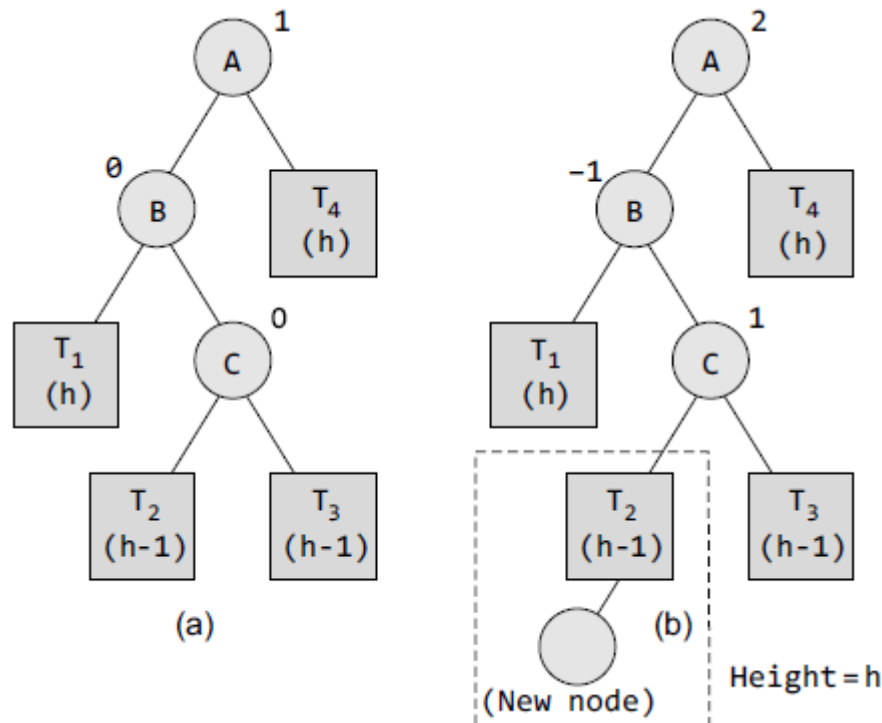 1
A
0
B
T4
(h)
0
T1
(h)
C
T2
(h-1)
T3
(h-1)
(a)
2
A
−1
B
T4
(h)
1
T1
(h)
C
T2
(h-1)
T3
(h-1)
(b)
(New node)
Height=h